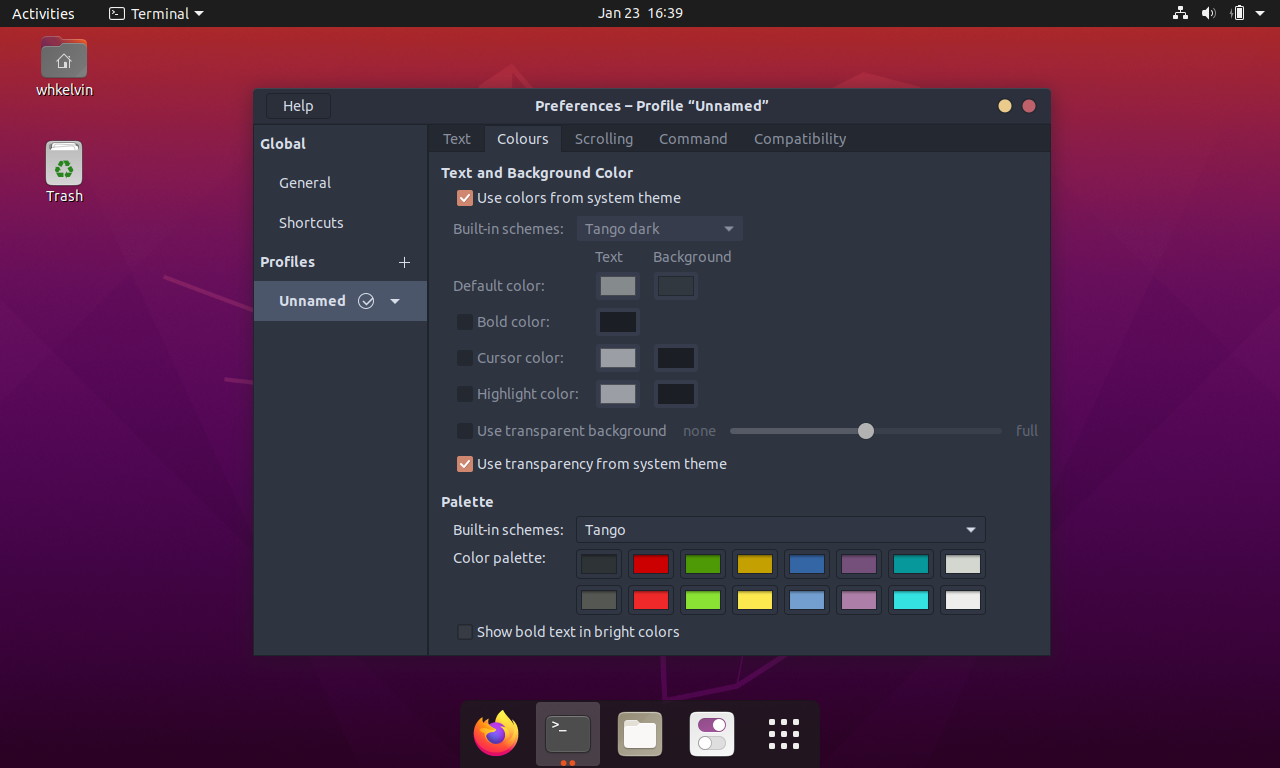 Activities Terminal Jan 23 16:39
whkelvin
Trash
Help Preferences – Profile “Unnamed”
Global
General
Shortcuts
Profiles
Unnamed
Text Colours Scrolling Command Compatibility
Text and Background Color
Use colors from system theme
Built-in schemes: Tango dark
Text Background
Default color:
Bold color:
Cursor color:
Highlight color:
Use transparent background none full
Use transparency from system theme
Palette
Built-in schemes: Tango
Color palette:
Show bold text in bright colors
>_